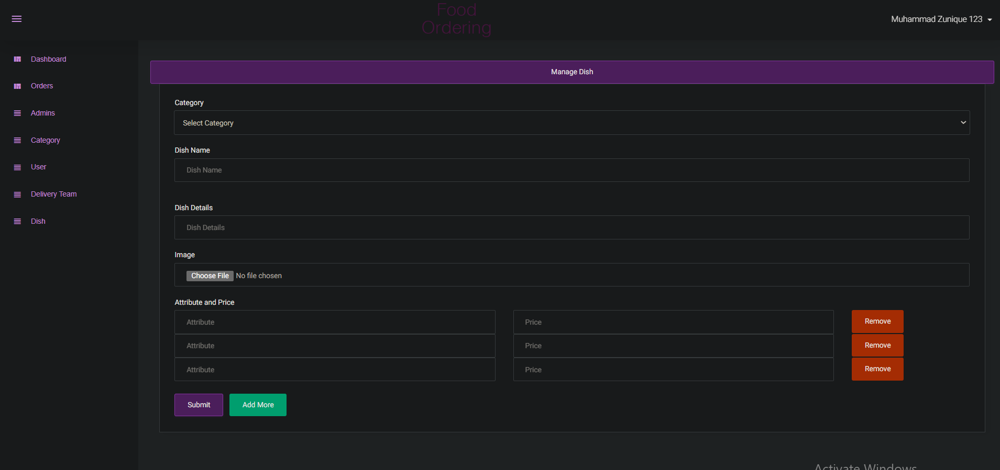 Food
Ordering
Muhammad Zunique 123
Dashboard
Orders
Admins
Category
User
Delivery Team
Dish
Manage Dish
Category
Select Category
Dish Name
Dish Name
Dish Details
Dish Details
Image
Choose File No file chosen
Attribute and Price
Attribute Price Remove
Attribute Price Remove
Attribute Price Remove
Submit Add More
Activate Windows